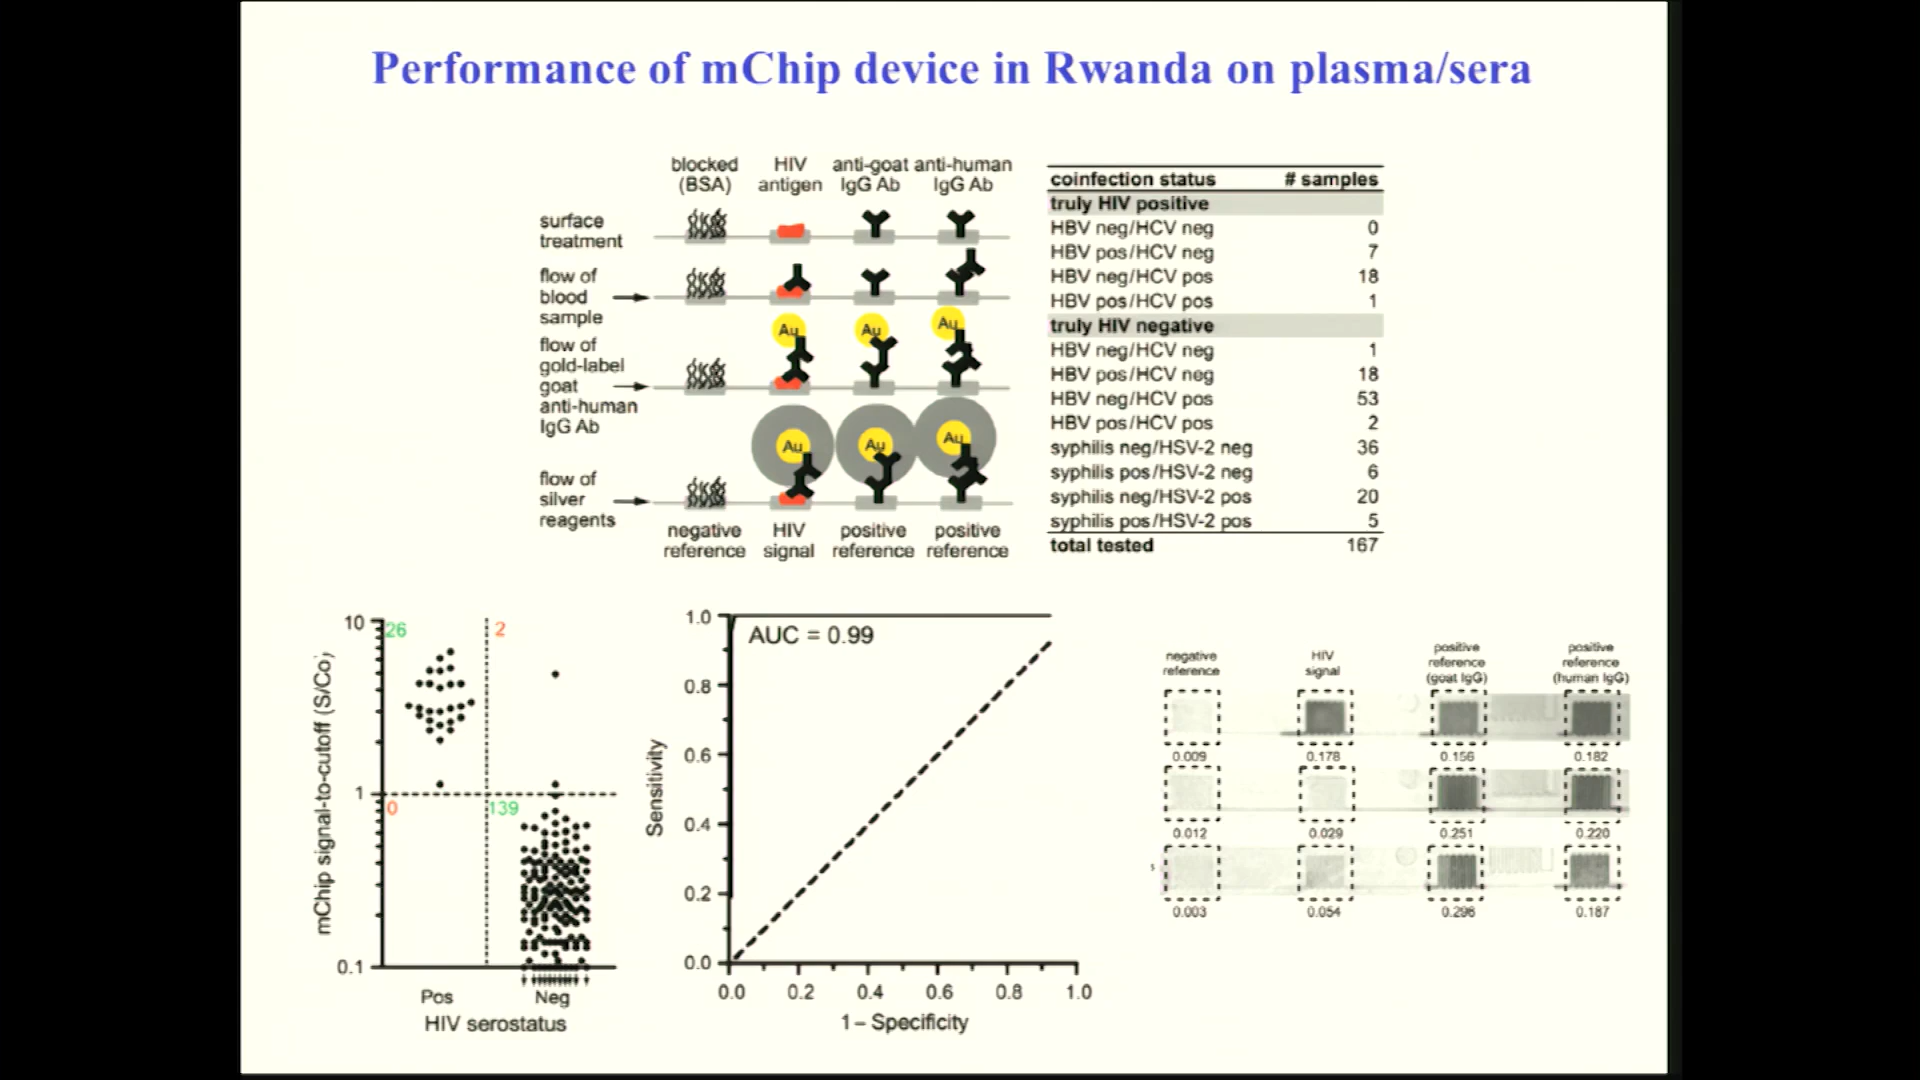 Performance of mChip device in Rwanda on plasma/sera
blocked
(BSA)
HIV
antigen
anti-goat
IgG Ab
anti-human
IgG Ab
surface
treatment
flow of
blood
sample
flow of
gold-label
goat
anti-human
IgG Ab
Au
Au
Au
Au
Au
Au
flow of
silver
reagents
negative
reference
HIV
signal
positive
reference
positive
reference
coinfection status # samples
truly HIV positive
HBV neg/HCV neg 0
HBV pos/HCV neg 7
HBV neg/HCV pos 18
HBV pos/HCV pos 1
truly HIV negative
HBV neg/HCV neg 1
HBV pos/HCV neg 18
HBV neg/HCV pos 53
HBV pos/HCV pos 2
syphilis neg/HSV-2 neg 36
syphilis pos/HSV-2 neg 6
syphilis neg/HSV-2 pos 20
syphilis pos/HSV-2 pos 5
total tested 167
mChip signal-to-cutoff (S/Co)
10
1
0.1
26
2
0
139
Pos Neg
HIV serostatus
Sensitivity
1.0
0.8
0.6
0.4
0.2
0.0
AUC = 0.99
0.0 0.2 0.4 0.6 0.8 1.0
1 – Specificity
negative
reference
HIV
signal
positive
reference
(goat IgG)
positive
reference
(human IgG)
0.009 0.178 0.156 0.182
0.012 0.029 0.251 0.220
0.003 0.054 0.296 0.187